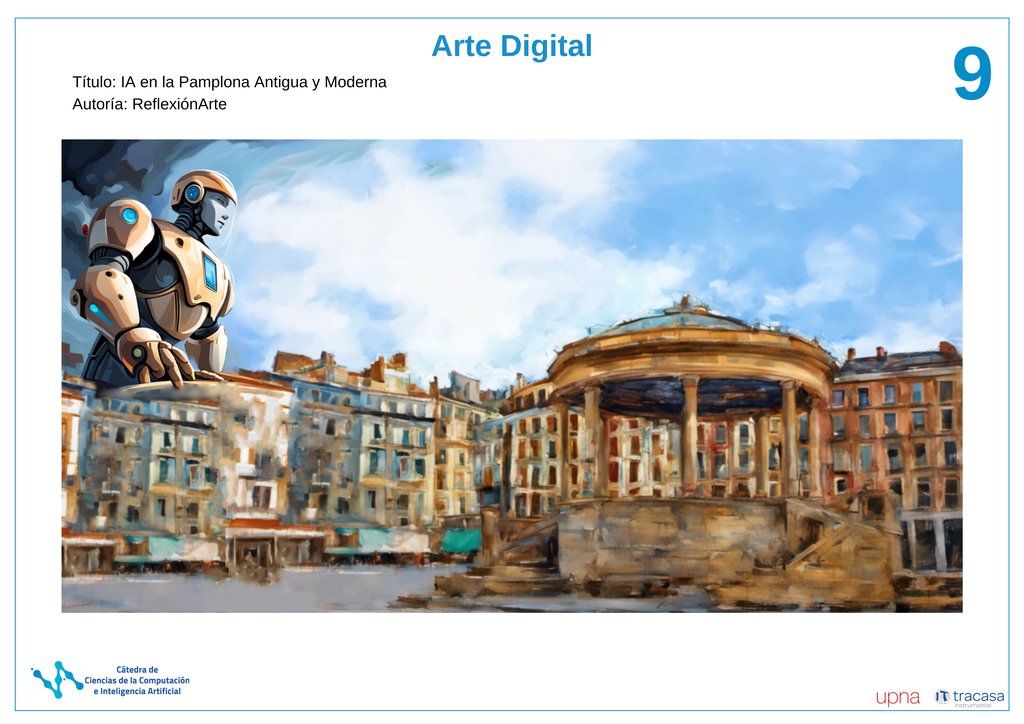 Arte Digital
9
Título: IA en la Pamplona Antigua y Moderna
Autoría: ReflexiónArte
Cátedra de
Ciencias de la Computación
e Inteligencia Artificial
upna
tracasa
instrumental